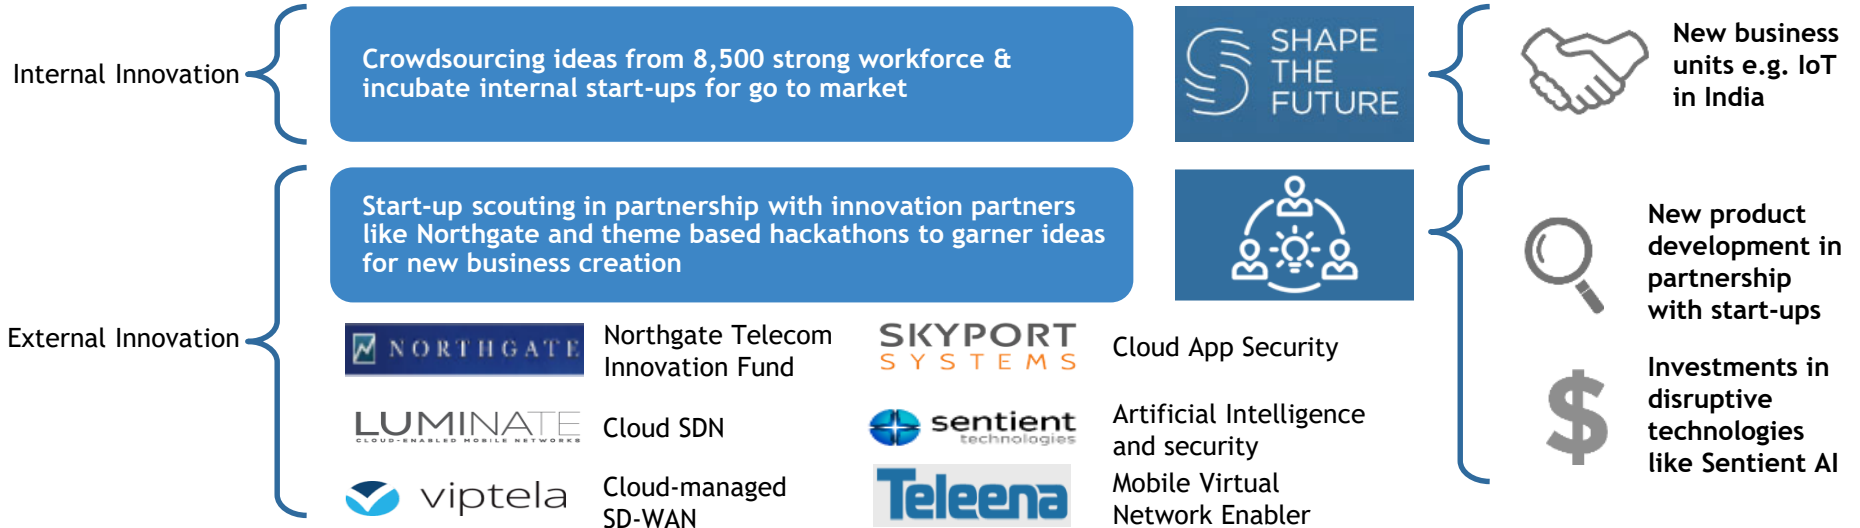 Internal Innovation
Crowdsourcing ideas from 8,500 strong workforce &
incubate internal start-ups for go to market
SHAPE
THE
FUTURE
New business
units e.g. IoT
in India
External Innovation
Start-up scouting in partnership with innovation partners
like Northgate and theme based hackathons to garner ideas
for new business creation
New product
development in
partnership
with start-ups
NORTHGATE
Northgate Telecom
Innovation Fund
SKYPORT
SYSTEMS
Cloud App Security
LUMINATE
CLOUD-ENABLED MOBILE NETWORKS
Cloud SDN
sentient
technologies
Artificial Intelligence
and security
Investments in
disruptive
technologies
like Sentient AI
viptela
Cloud-managed
SD-WAN
Teleena
Mobile Virtual
Network Enabler